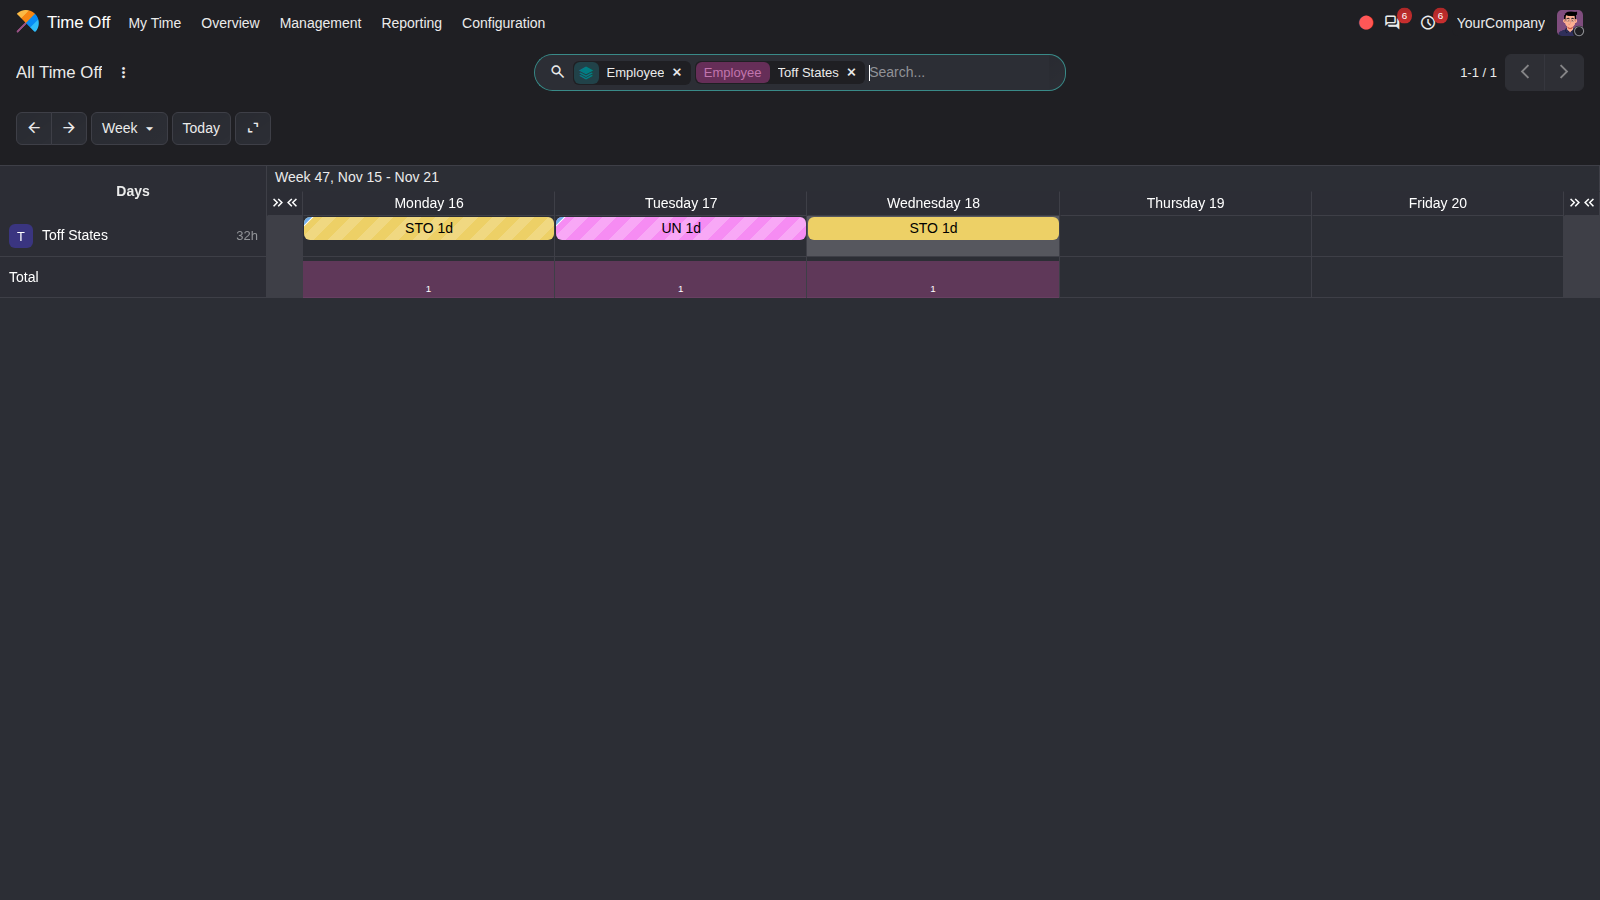 Time Off My Time Overview Management Reporting Configuration 6 6 YourCompany
All Time Off Employee × Employee Toff States × Search... 1-1 / 1
Week Today
Week 47, Nov 15 - Nov 21
Days
Monday 16 Tuesday 17 Wednesday 18 Thursday 19 Friday 20
T Toff States 32h STO 1d UN 1d STO 1d
Total 1 1 1